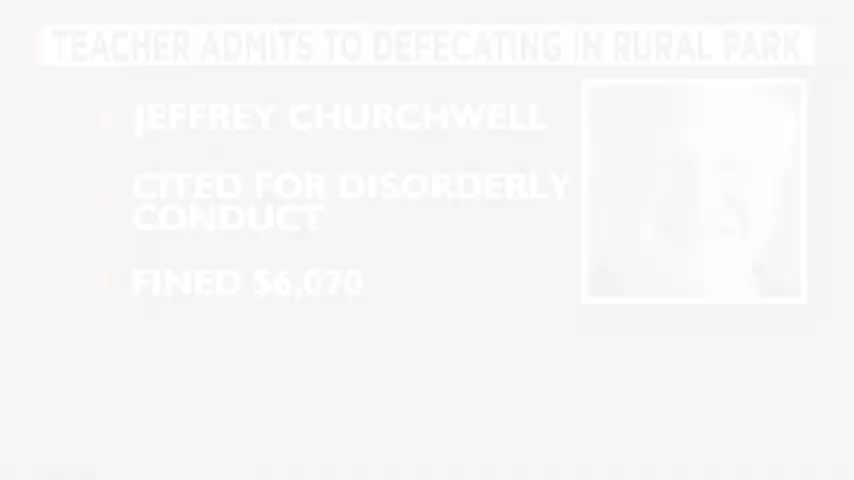 TEACHER ADMITS TO DEFECATING IN RURAL PARK
JEFFREY CHURCHWELL
CITED FOR DISORDERLY
CONDUCT
FINED $6,070